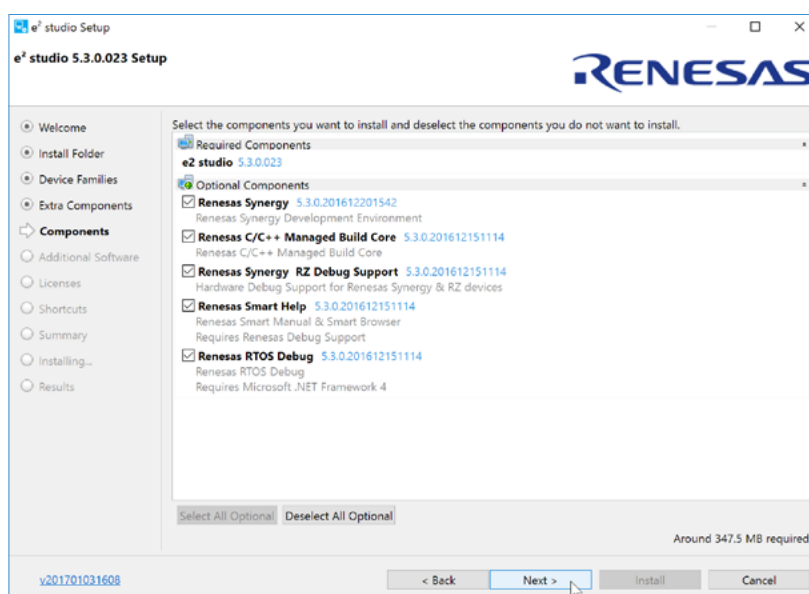 e² studio Setup
e² studio 5.3.0.023 Setup
RENESAS
Welcome
Install Folder
Device Families
Extra Components
Components
Additional Software
Licenses
Shortcuts
Summary
Installing...
Results
Select the components you want to install and deselect the components you do not want to install.
Required Components
e2 studio 5.3.0.023
Optional Components
Renesas Synergy 5.3.0.201612201542
Renesas Synergy Development Environment
Renesas C/C++ Managed Build Core 5.3.0.201612151114
Renesas C/C++ Managed Build Core
Renesas Synergy RZ Debug Support 5.3.0.201612151114
Hardware Debug Support for Renesas Synergy & RZ devices
Renesas Smart Help 5.3.0.201612151114
Renesas Smart Manual & Smart Browser
Requires Renesas Debug Support
Renesas RTOS Debug 5.3.0.201612151114
Renesas RTOS Debug
Requires Microsoft .NET Framework 4
Select All Optional Deselect All Optional
Around 347.5 MB required
v201701031608 < Back Next > Install Cancel